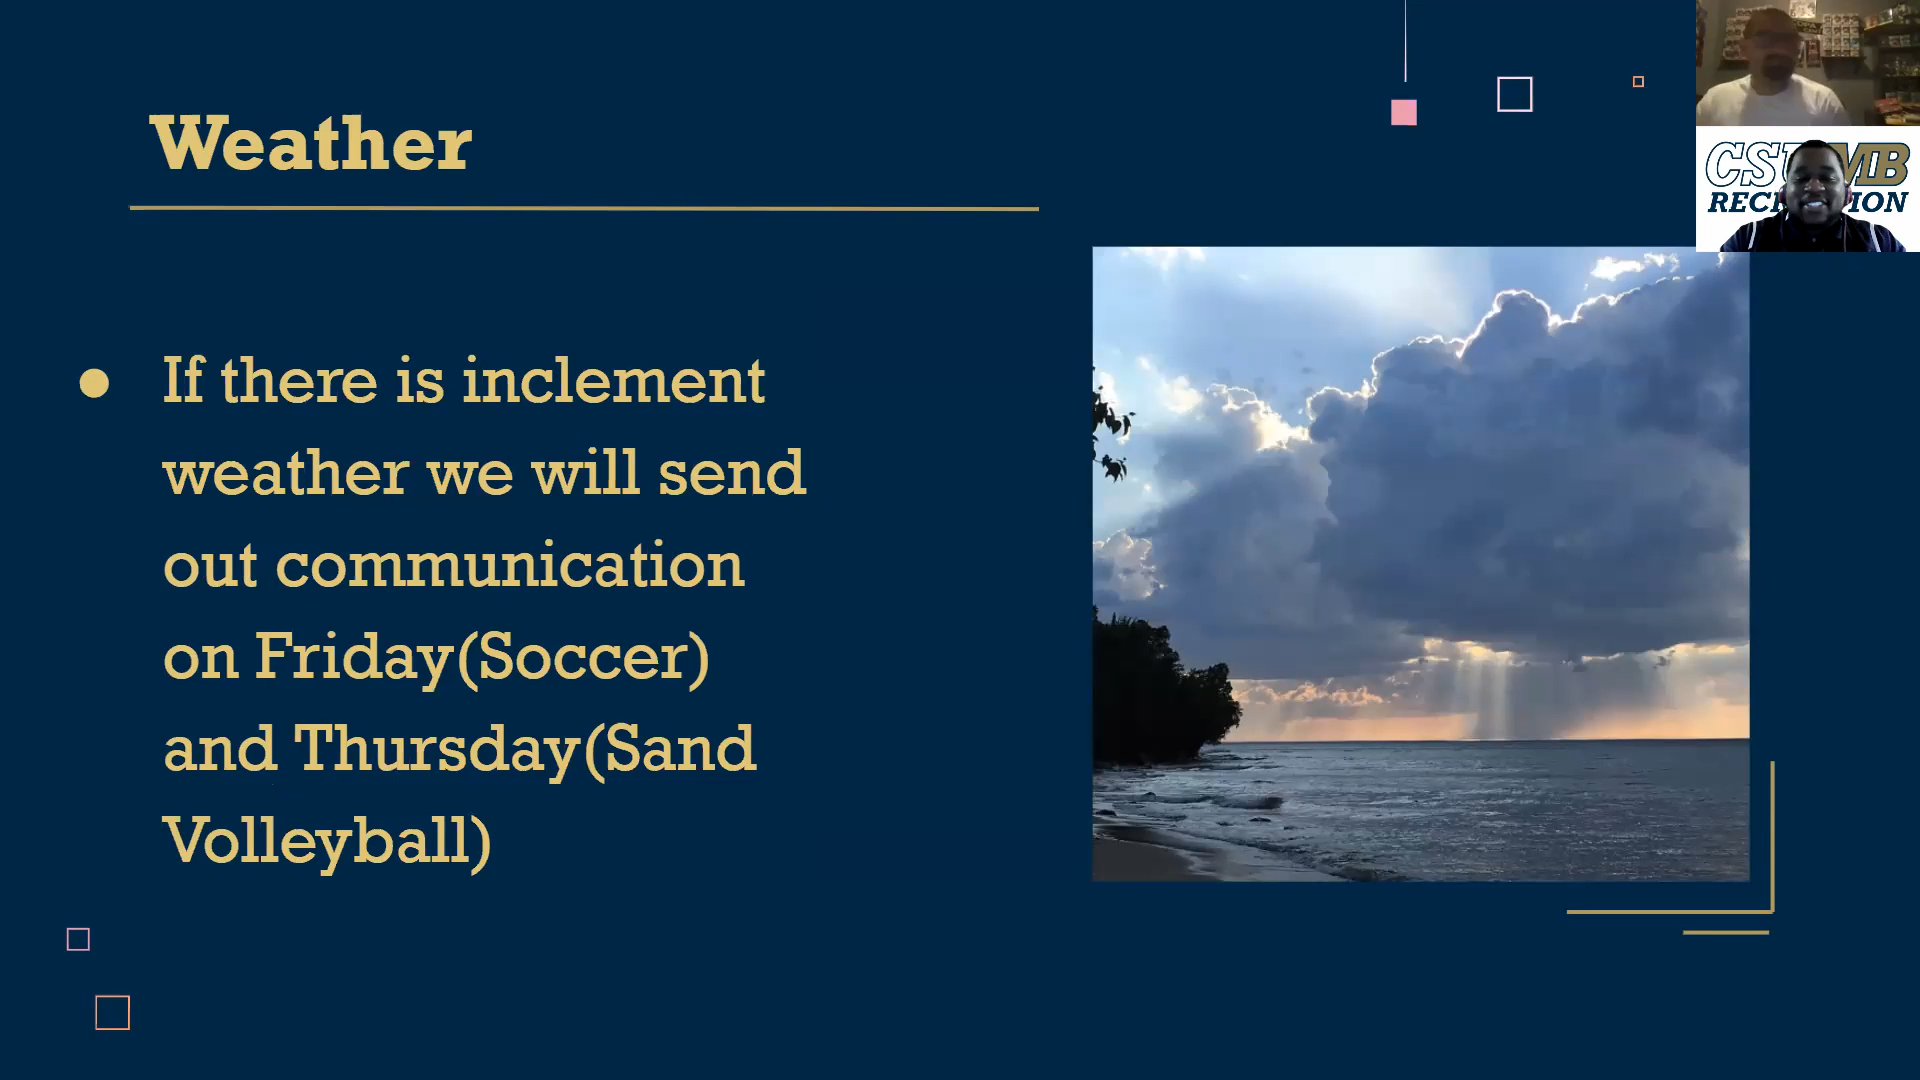 Weather
● If there is inclement
weather we will send
out communication
on Friday(Soccer)
and Thursday(Sand
Volleyball)